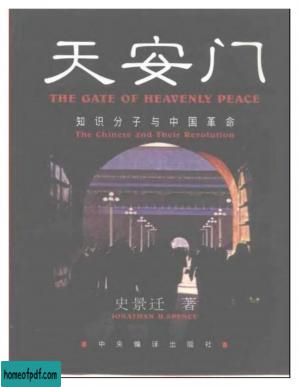 天安门
THE GATE OF HEAVENLY PEACE
知识分子与中国革命
The Chinese and Their Revolution
史景迁 著
JONATHAN D.SPENCE
中央编译出版社
homeofpdf.com